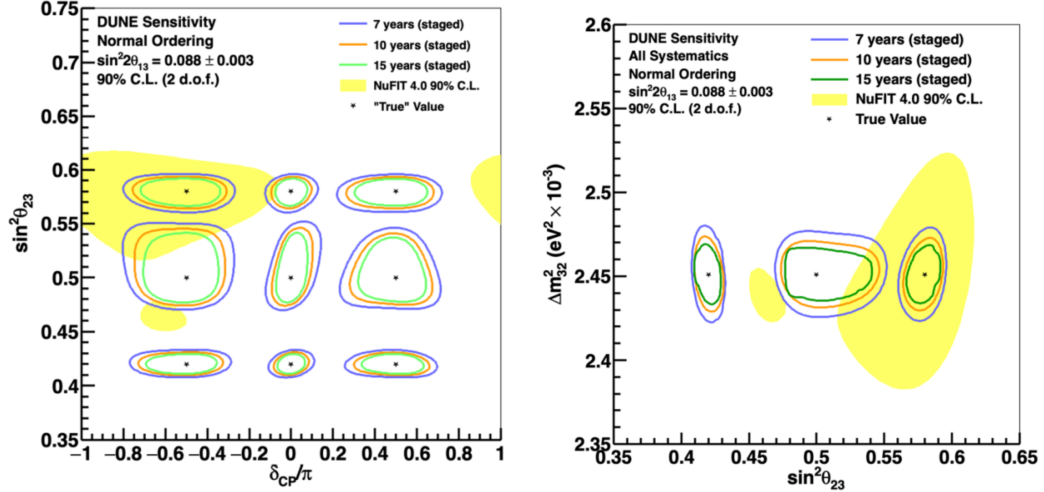 DUNE Sensitivity
Normal Ordering
sin²2θ₁₃ = 0.088 ± 0.003
90% C.L. (2 d.o.f.)
7 years (staged)
10 years (staged)
15 years (staged)
NuFIT 4.0 90% C.L.
"True" Value
sin²θ₂₃
0.75
0.7
0.65
0.6
0.55
0.5
0.45
0.4
0.35
−1 −0.8 −0.6 −0.4 −0.2 0 0.2 0.4 0.6 0.8 1
δ_CP/π
DUNE Sensitivity
All Systematics
Normal Ordering
sin²2θ₁₃ = 0.088 ± 0.003
90% C.L. (2 d.o.f.)
7 years (staged)
10 years (staged)
15 years (staged)
NuFIT 4.0 90% C.L.
True Value
Δm²₃₂ (eV² × 10⁻³)
2.6
2.55
2.5
2.45
2.4
2.35
0.35 0.4 0.45 0.5 0.55 0.6 0.65
sin²θ₂₃